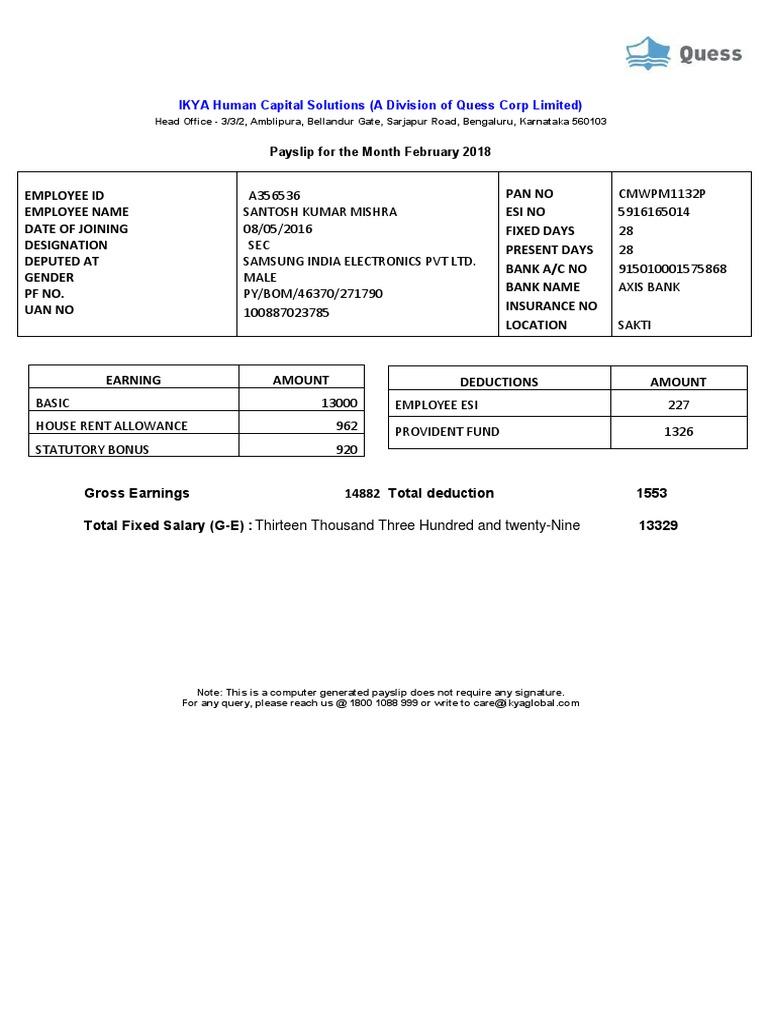 Quess
IKYA Human Capital Solutions (A Division of Quess Corp Limited)
Head Office - 3/3/2, Amblipura, Bellandur Gate, Sarjapur Road, Bengaluru, Karnataka 560103
Payslip for the Month February 2018
EMPLOYEE ID A356536
EMPLOYEE NAME SANTOSH KUMAR MISHRA
DATE OF JOINING 08/05/2016
DESIGNATION SEC
DEPUTED AT SAMSUNG INDIA ELECTRONICS PVT LTD.
GENDER MALE
PF NO. PY/BOM/46370/271790
UAN NO 100887023785
PAN NO CMWPM1132P
ESI NO 5916165014
FIXED DAYS 28
PRESENT DAYS 28
BANK A/C NO 915010001575868
BANK NAME AXIS BANK
INSURANCE NO
LOCATION SAKTI
EARNING AMOUNT
BASIC 13000
HOUSE RENT ALLOWANCE 962
STATUTORY BONUS 920
DEDUCTIONS AMOUNT
EMPLOYEE ESI 227
PROVIDENT FUND 1326
Gross Earnings 14882 Total deduction 1553
Total Fixed Salary (G-E) : Thirteen Thousand Three Hundred and twenty-Nine 13329
Note: This is a computer generated payslip does not require any signature.
For any query, please reach us @ 1800 1088 999 or write to care@ikyaglobal.com